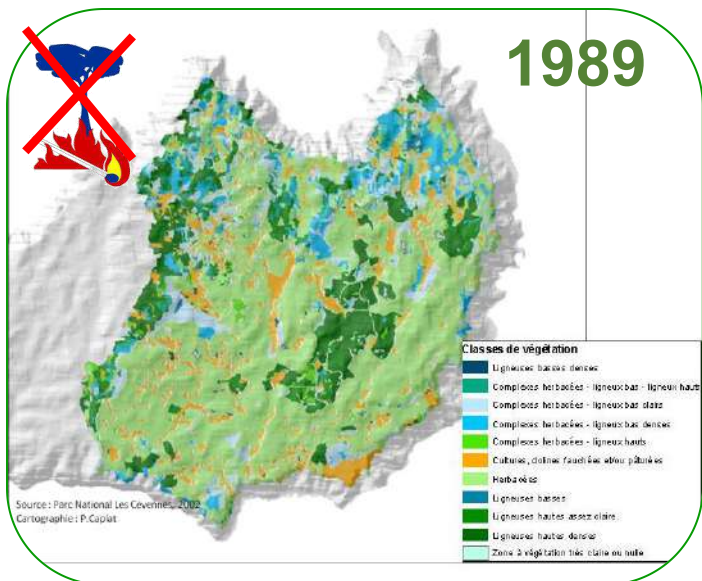 1989
Classes de végétation
Ligneuses basses denses
Complexes herbacées - ligneux bas - ligneux hauts
Complexes herbacées - ligneux bas clairs
Complexes herbacées - ligneux bas denses
Complexes herbacées - ligneux hauts
Cultures, dolines fauchées et/ou pâturées
Herbacées
Ligneuses basses
Ligneuses hautes assez claire
Ligneuses hautes denses
Zone à végétation très claire ou nulle
Source : Parc National Les Cévennes, 2002
Cartographie : P.Caplat